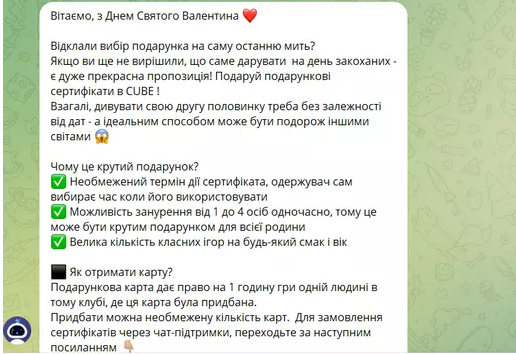 Вітаємо, з Днем Святого Валентина ❤️
Відклали вибір подарунка на саму останню мить?
Якщо ви ще не вирішили, що саме дарувати  на день закоханих -
є дуже прекрасна пропозиція! Подаруй подарункові
сертифікати в CUBE !
Взагалі, дивувати свою другу половинку треба без залежності
від дат - а ідеальним способом може бути подорож іншими
світами 😱
Чому це крутий подарунок?
✅ Необмежений термін дії сертифіката, одержувач сам
вибирає час коли його використовувати
✅ Можливість занурення від 1 до 4 осіб одночасно, тому це
може бути крутим подарунком для всієї родини
✅ Велика кількість класних ігор на будь-який смак і вік
⬛ Як отримати карту?
Подарункова карта дає право на 1 годину гри одній людині в
тому клубі, де ця карта була придбана.
Придбати можна необмежену кількість карт.  Для замовлення
сертифікатів через чат-підтримки, переходьте за наступним
посиланням 👇🏼